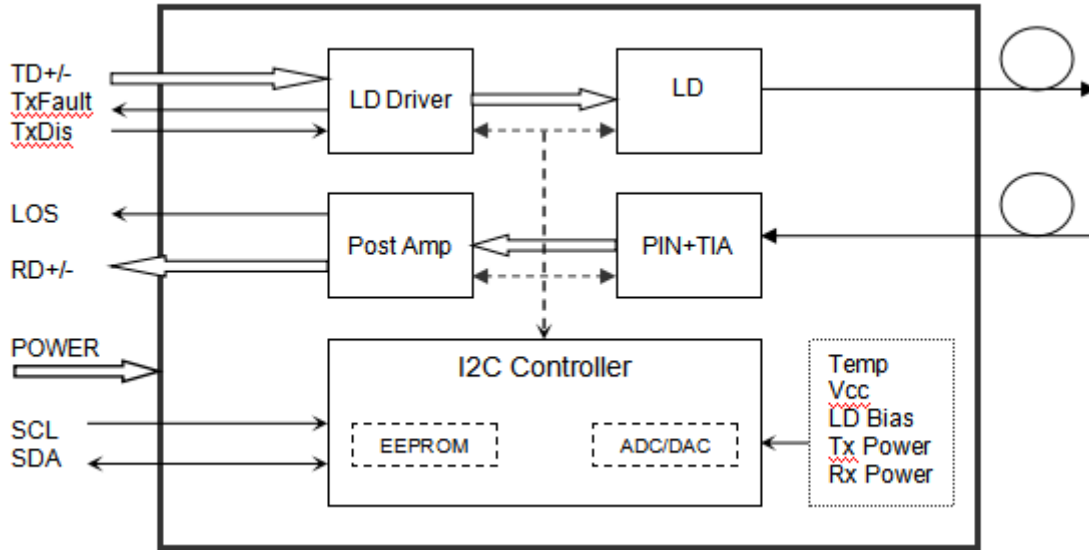 TD+/-
TxFault
TxDis
LD Driver
LD
LOS
RD+/-
Post Amp
PIN+TIA
POWER
SCL
SDA
I2C Controller
EEPROM
ADC/DAC
Temp
Vcc
LD Bias
Tx Power
Rx Power